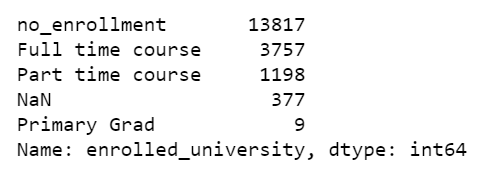 no_enrollment 13817
Full time course 3757
Part time course 1198
NaN 377
Primary Grad 9
Name: enrolled_university, dtype: int64